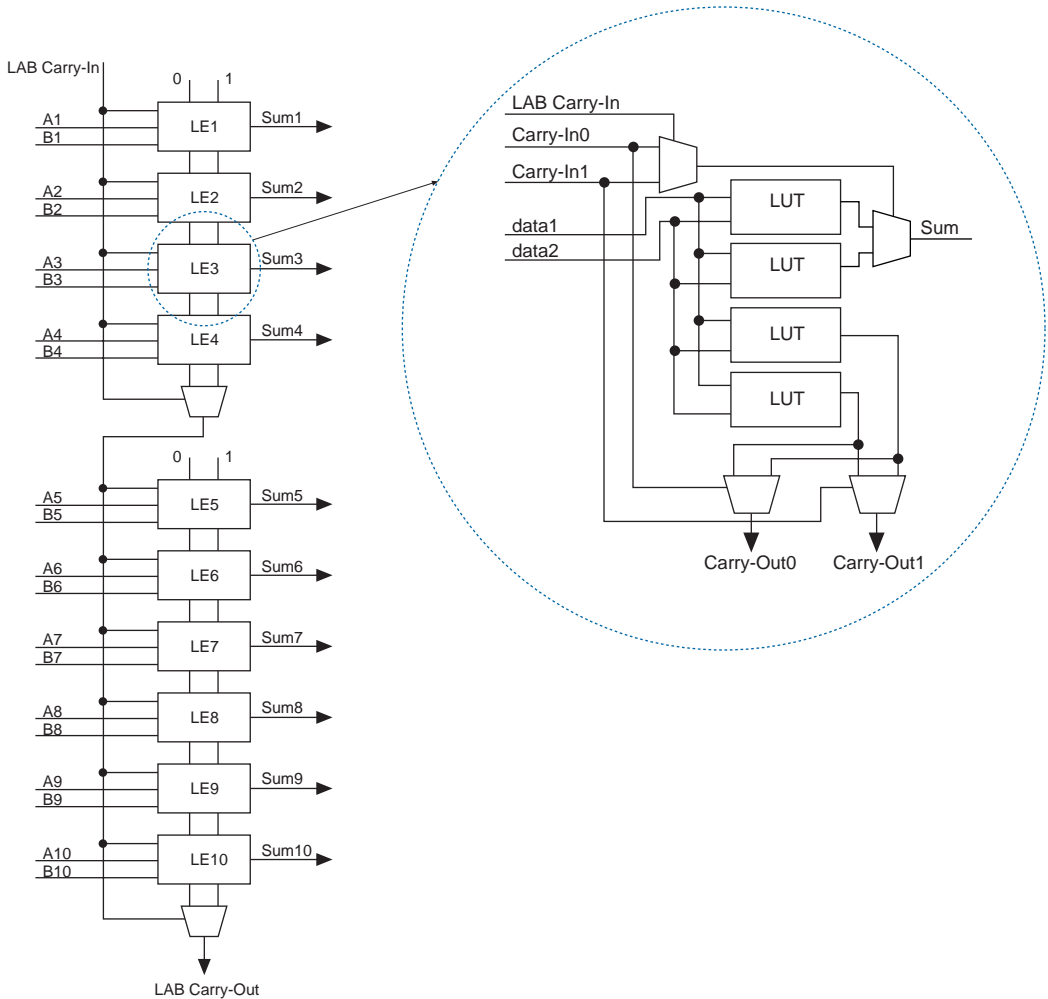 LAB Carry-In
0 1
A1
B1
LE1
Sum1
A2
B2
LE2
Sum2
A3
B3
LE3
Sum3
A4
B4
LE4
Sum4
0 1
A5
B5
LE5
Sum5
A6
B6
LE6
Sum6
A7
B7
LE7
Sum7
A8
B8
LE8
Sum8
A9
B9
LE9
Sum9
A10
B10
LE10
Sum10
LAB Carry-Out
LAB Carry-In
Carry-In0
Carry-In1
data1
data2
LUT
LUT
LUT
LUT
Sum
Carry-Out0
Carry-Out1